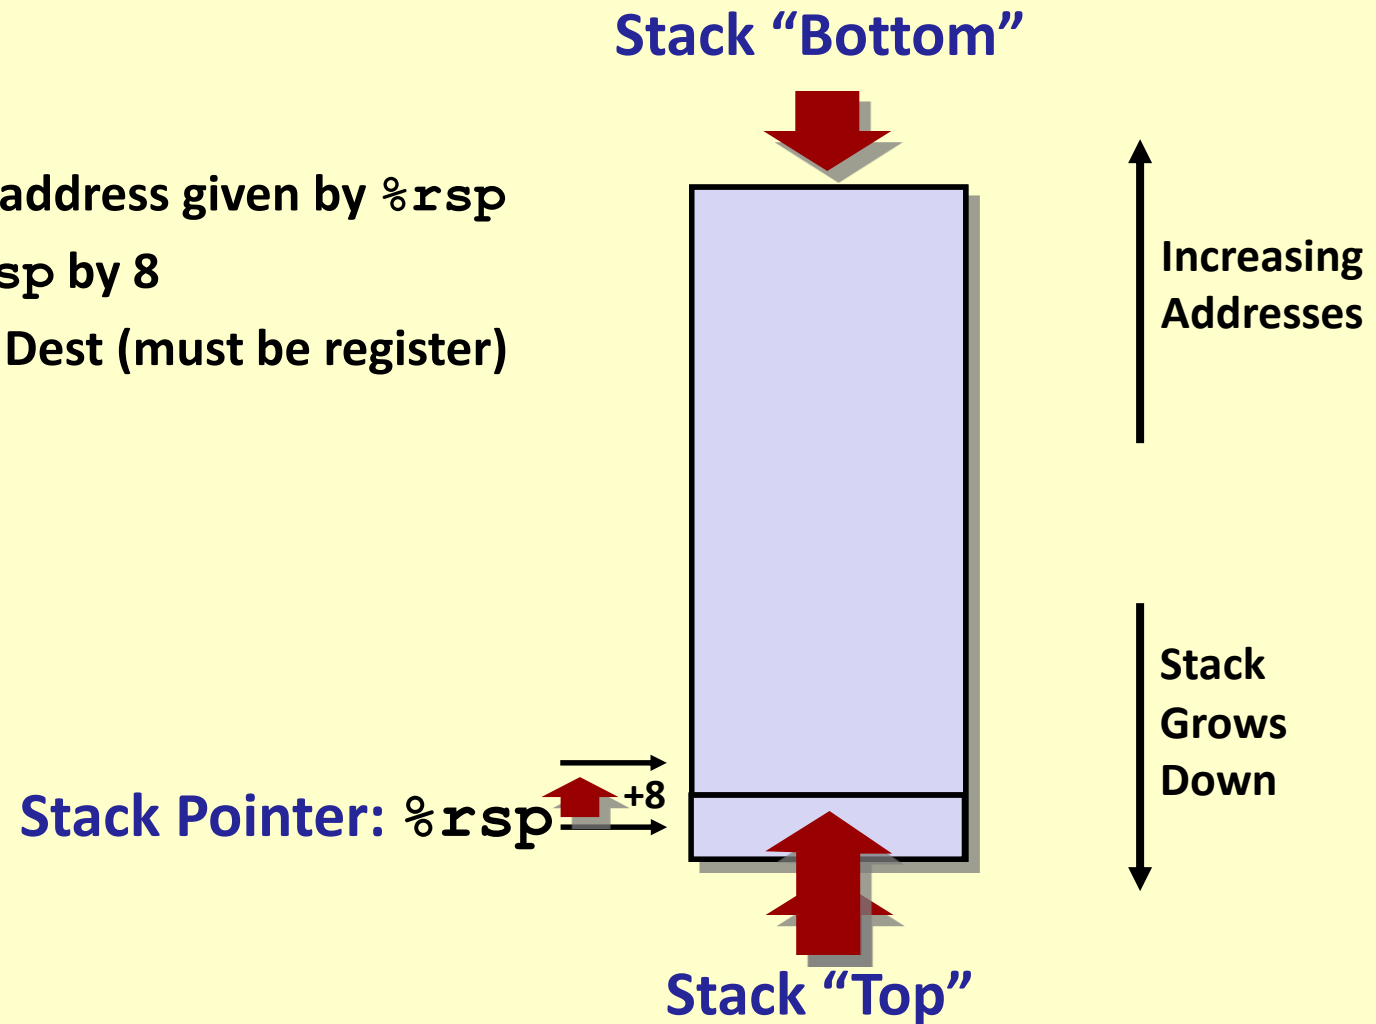 Stack “Bottom”
address given by %rsp
sp by 8
Dest (must be register)
Increasing
Addresses
Stack
Grows
Down
+8
Stack Pointer: %rsp
Stack “Top”